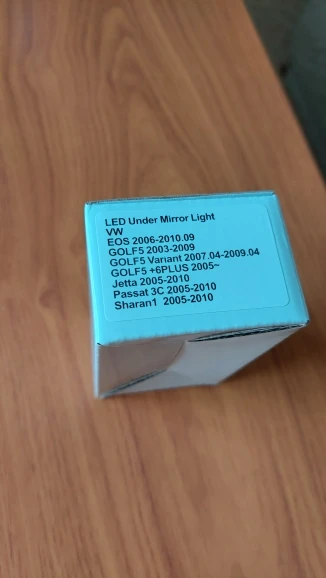 LED Under Mirror Light
VW
EOS 2006-2010.09
GOLF5 2003-2009
GOLF5 Variant 2007.04-2009.04
GOLF5 +6PLUS 2005~
Jetta 2005-2010
Passat 3C 2005-2010
Sharan1 2005-2010